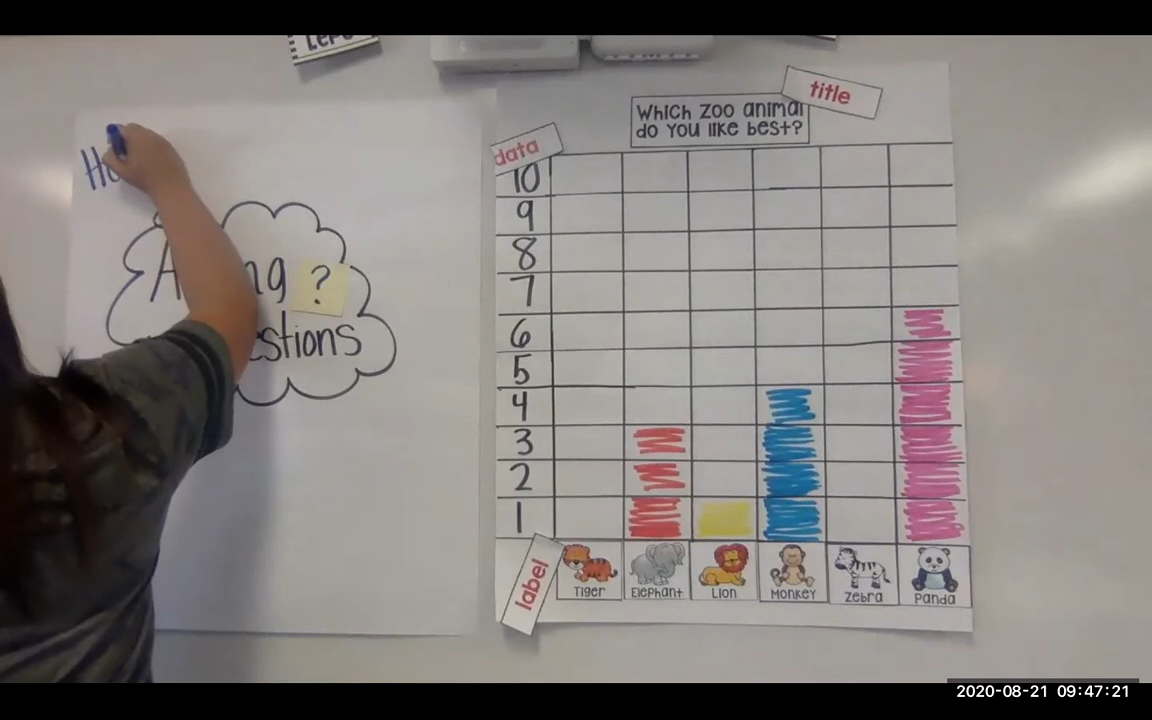 Which Zoo animal
do you like best?
title
data
10
9
8
7
6
5
4
3
2
1
label
Tiger
Elephant
Lion
Monkey
Zebra
Panda
?
2020-08-21 09:47:21